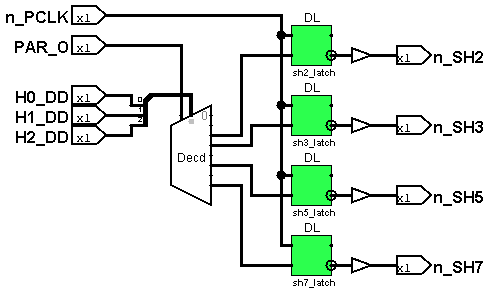 n_PCLK x1
PAR_O x1
H0_DD x1
H1_DD x1
H2_DD x1
0
1
2
0
Decd
DL
sh2_latch
x1 n_SH2
DL
sh3_latch
x1 n_SH3
DL
sh5_latch
x1 n_SH5
DL
sh7_latch
x1 n_SH7